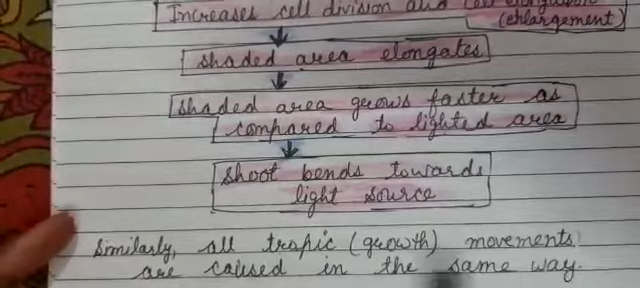 Increases cell division and cell elongation
(enlargement)
shaded area elongates
shaded area grows faster as
compared to lighted area
shoot bends towards
light source
Similarly, all tropic (growth) movements
are caused in the same way.